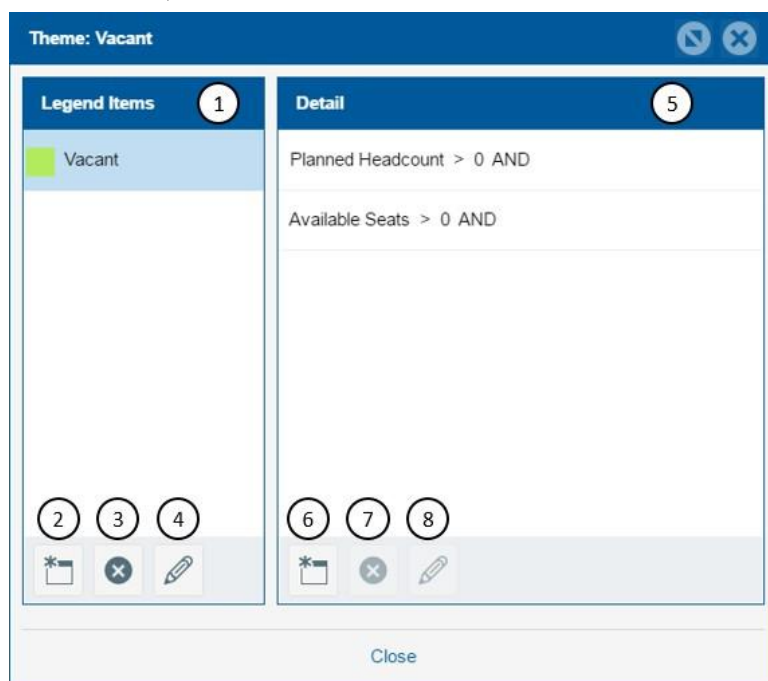 Theme: Vacant
Legend Items 1
Detail 5
Vacant
Planned Headcount > 0 AND
Available Seats > 0 AND
2 3 4
6 7 8
Close